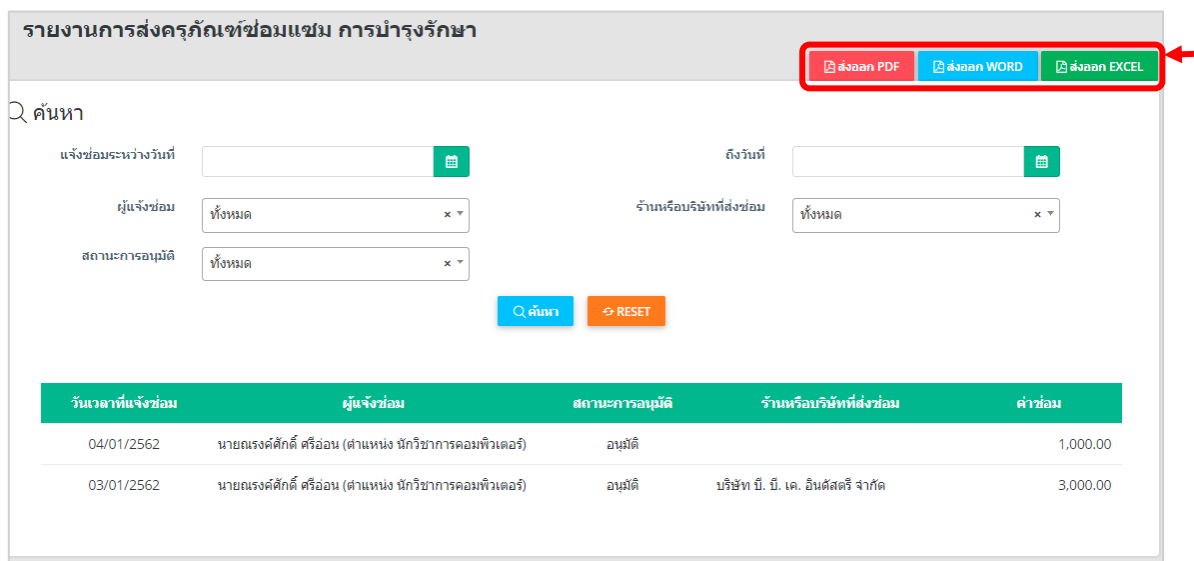 รายงานการส่งครุภัณฑ์ซ่อมแซม การบำรุงรักษา
ส่งออก PDF ส่งออก WORD ส่งออก EXCEL
ค้นหา
แจ้งซ่อมระหว่างวันที่ ถึงวันที่
ผู้แจ้งซ่อม ทั้งหมด × ร้านหรือบริษัทที่ส่งซ่อม ทั้งหมด ×
สถานะการอนุมัติ ทั้งหมด ×
ค้นหา RESET
วันเวลาที่แจ้งซ่อม ผู้แจ้งซ่อม สถานะการอนุมัติ ร้านหรือบริษัทที่ส่งซ่อม ค่าซ่อม
04/01/2562 นายณรงค์ศักดิ์ ศรีอ่อน (ตำแหน่ง นักวิชาการคอมพิวเตอร์) อนุมัติ 1,000.00
03/01/2562 นายณรงค์ศักดิ์ ศรีอ่อน (ตำแหน่ง นักวิชาการคอมพิวเตอร์) อนุมัติ บริษัท บี. บี. เค. อินดัสตรี จำกัด 3,000.00